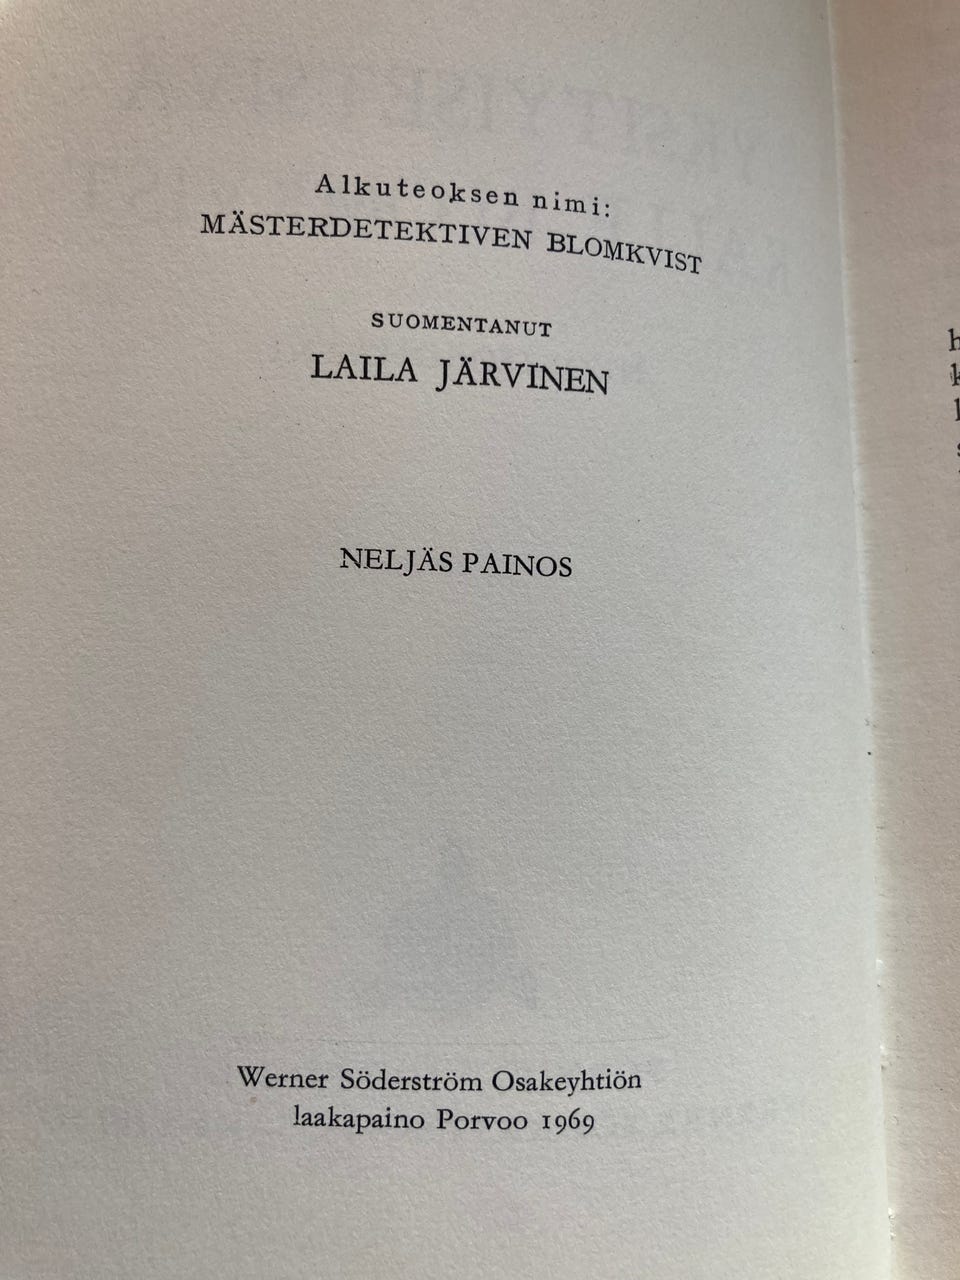 Alkuteoksen nimi:
MÄSTERDETEKTIVEN BLOMKVIST
SUOMENTANUT
LAILA JÄRVINEN
NELJÄS PAINOS
Werner Söderström Osakeyhtiön
laakapaino Porvoo 1969